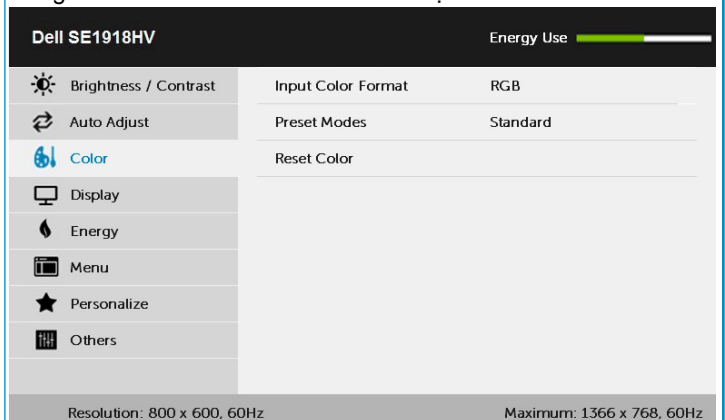 Dell SE1918HV Energy Use
Brightness / Contrast Input Color Format RGB
Auto Adjust Preset Modes Standard
Color Reset Color
Display
Energy
Menu
Personalize
Others
Resolution: 800 x 600, 60Hz Maximum: 1366 x 768, 60Hz